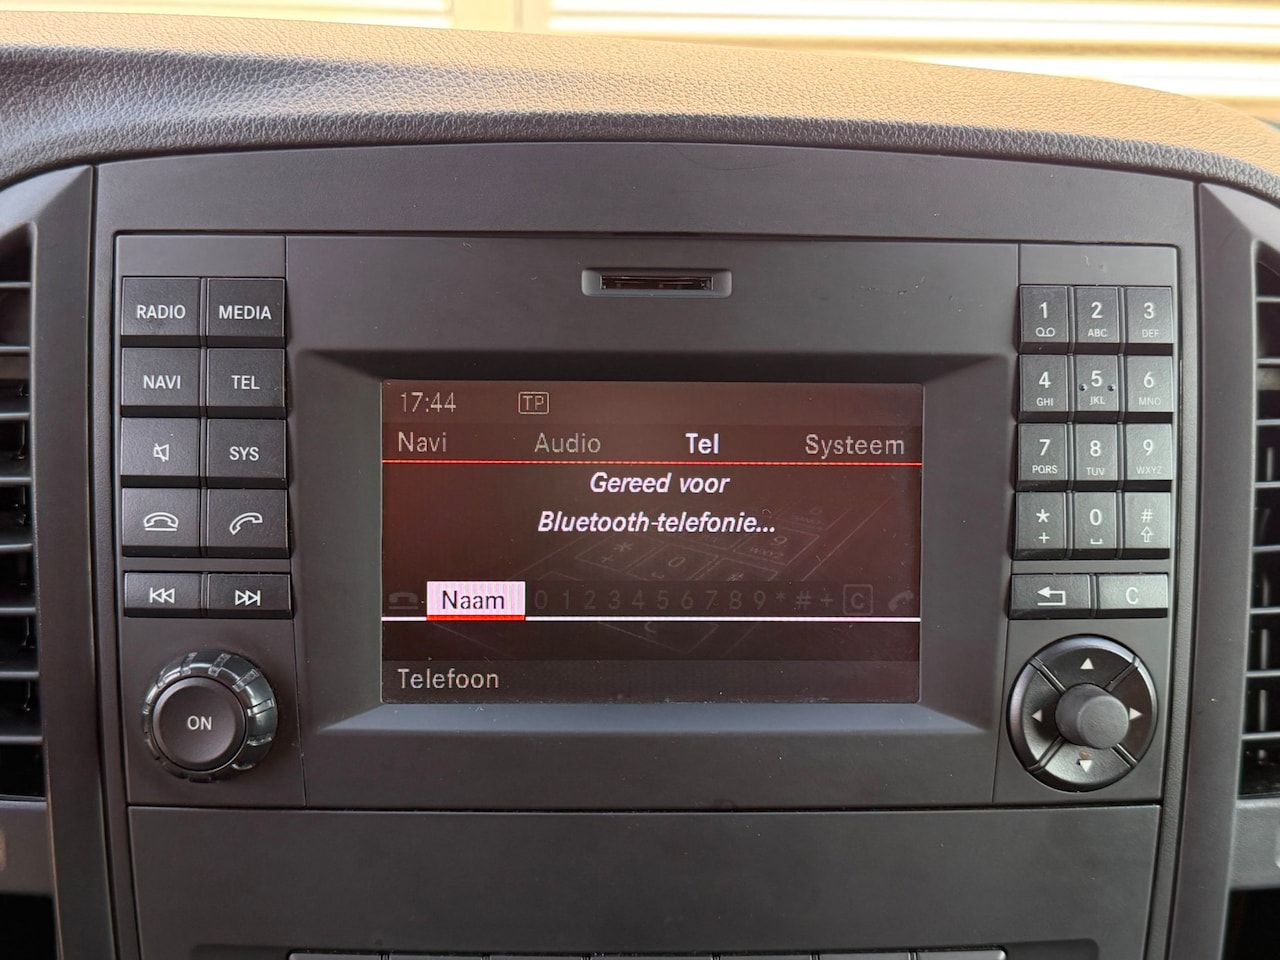 RADIO MEDIA
NAVI TEL
SYS
ON
17:44 TP
Navi Audio Tel Systeem
Gereed voor
Bluetooth-telefonie...
Naam 0 1 2 3 4 5 6 7 8 9 * # + C
Telefoon
1 2 3
ABC DEF
4 5 6
GHI JKL MNO
7 8 9
PQRS TUV WXYZ
* 0 #
+
C